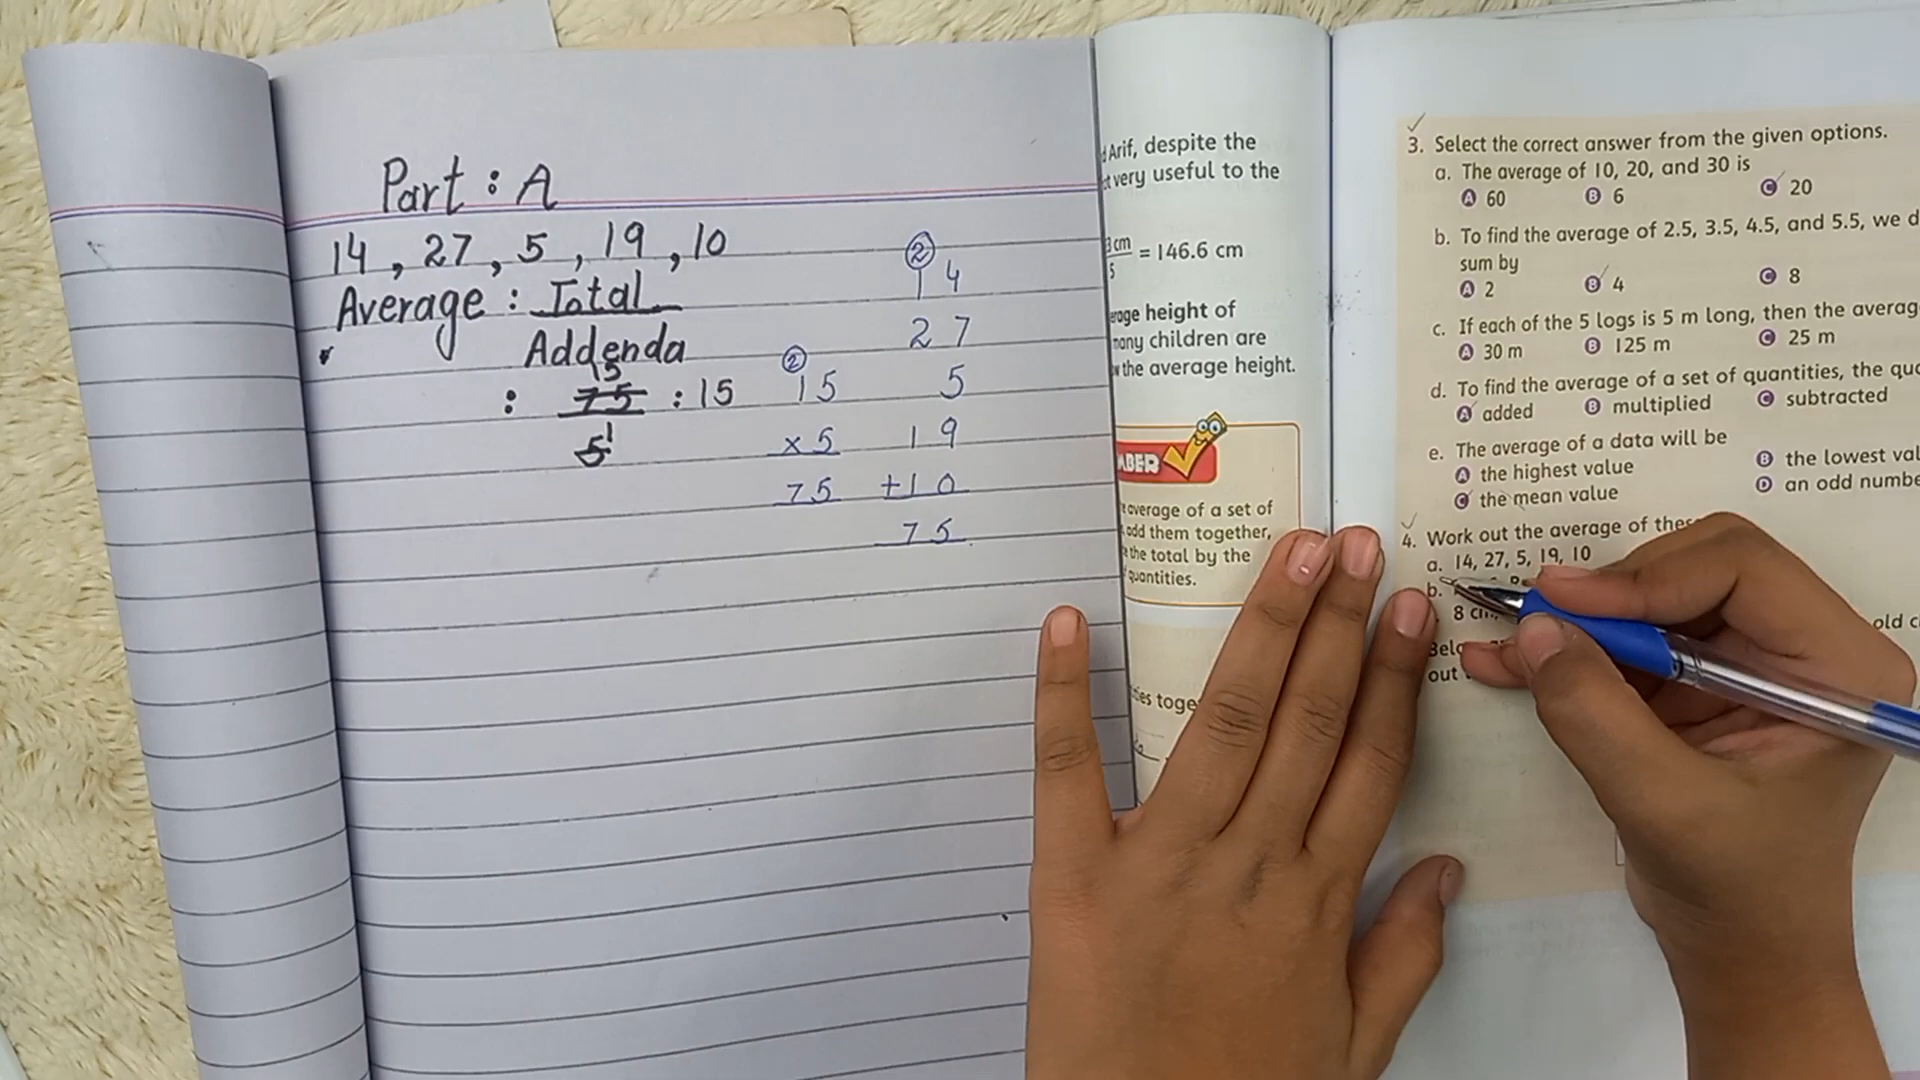 Part : A
14 , 27 , 5 , 19 , 10
Average : Total
Addenda
15
: 75 : 15
5 1
2
15
x5
75
2
14
27
5
19
+10
75
Arif, despite the
very useful to the
cm
5
= 146.6 cm
height of
children are
the average height.
average of a set of
add them together,
the total by the
quantities.
3. Select the correct answer from the given options.
a. The average of 10, 20, and 30 is
A 60 B 6 C 20
b. To find the average of 2.5, 3.5, 4.5, and 5.5, we
sum by
A 2 B 4 C 8
c. If each of the 5 logs is 5 m long, then the
A 30 m B 125 m C 25 m
d. To find the average of a set of quantities, the
A added B multiplied C subtracted
e. The average of a data will be
A the highest value B the lowest
C the mean value D an odd
4. Work out the average of
a. 14, 27, 5, 19, 10
b.
8
old
out